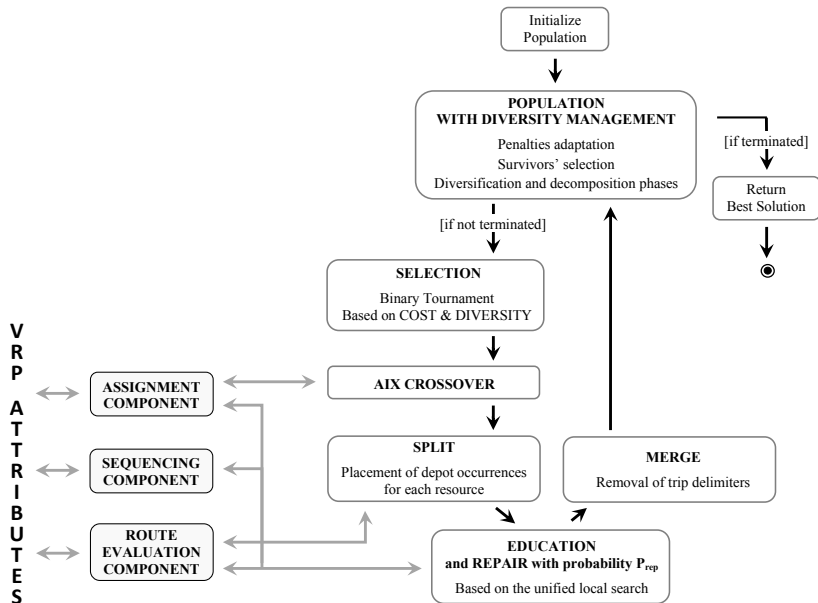 Initialize
Population
POPULATION
WITH DIVERSITY MANAGEMENT
Penalties adaptation
Survivors' selection
Diversification and decomposition phases
[if terminated]
Return
Best Solution
[if not terminated]
SELECTION
Binary Tournament
Based on COST & DIVERSITY
AIX CROSSOVER
SPLIT
Placement of depot occurrences
for each resource
MERGE
Removal of trip delimiters
EDUCATION
and REPAIR with probability Prep
Based on the unified local search
VRP ATTRIBUTES
ASSIGNMENT
COMPONENT
SEQUENCING
COMPONENT
ROUTE
EVALUATION
COMPONENT